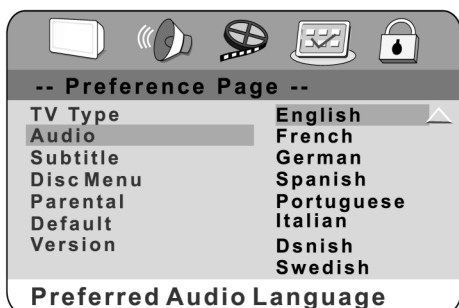 -- Preference Page --
TV Type
Audio
Subtitle
Disc Menu
Parental
Default
Version
English
French
German
Spanish
Portuguese
Italian
Dsnish
Swedish
Preferred Audio Language